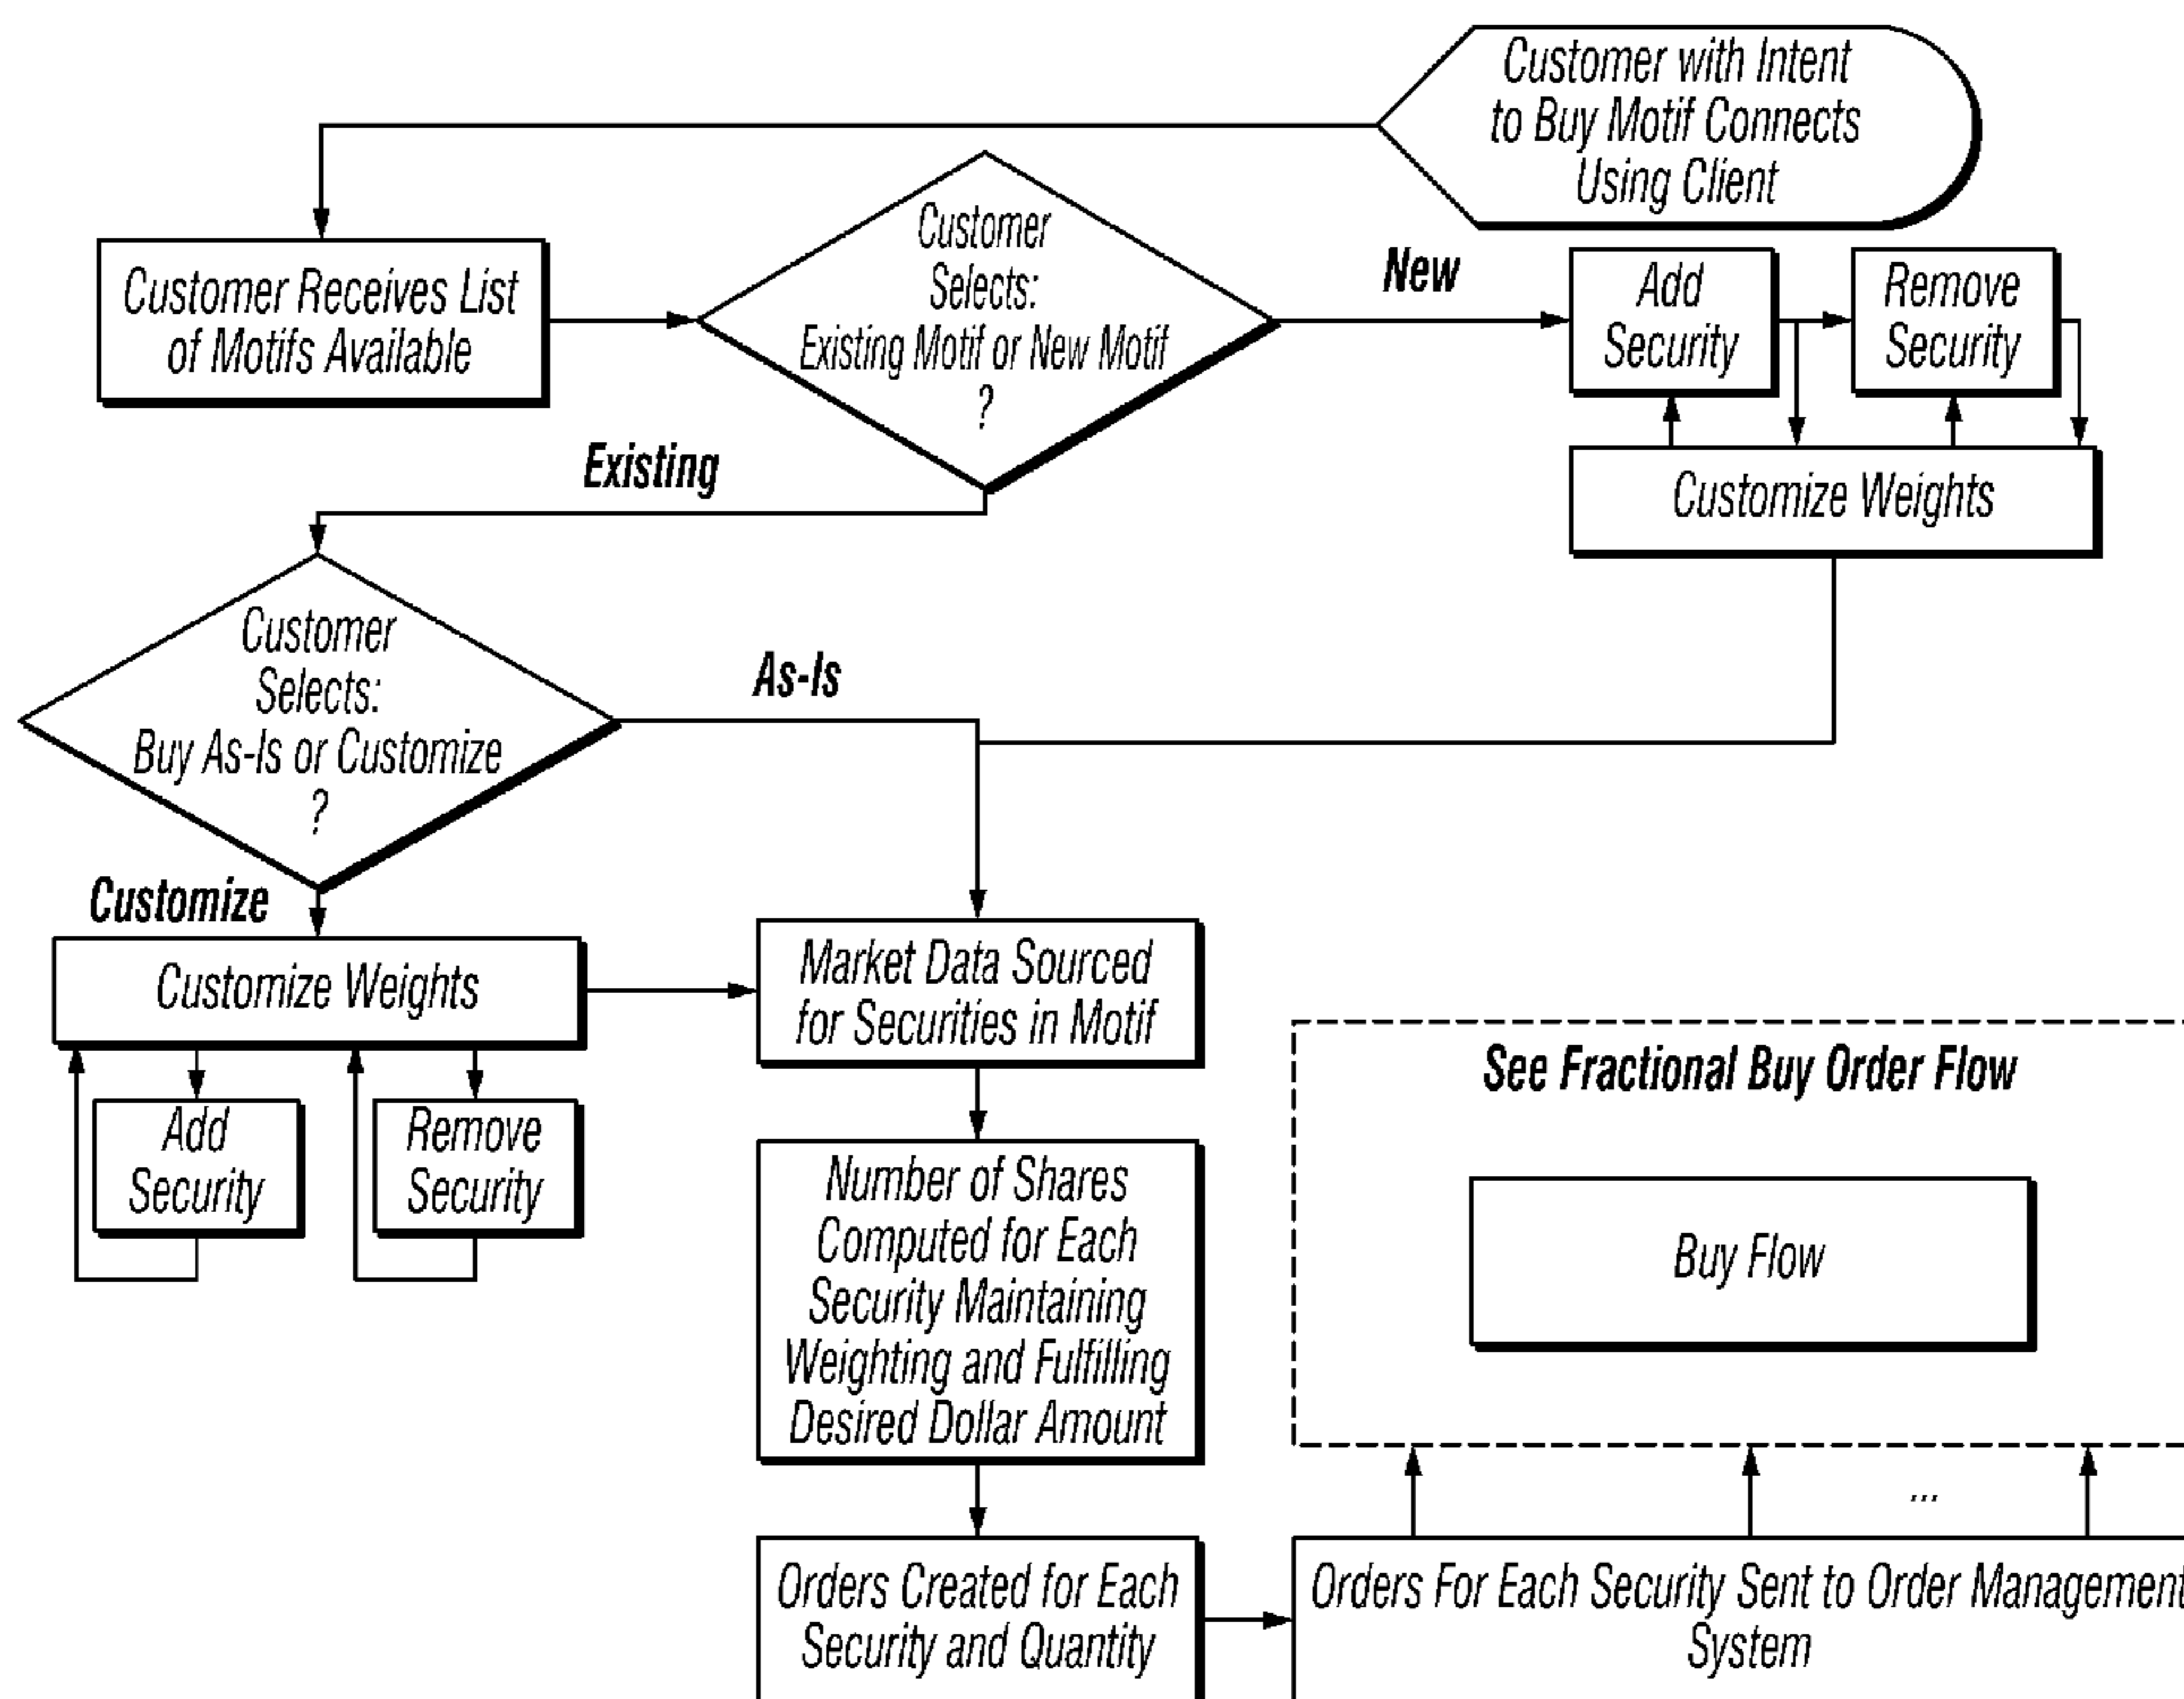 Customer with Intent
to Buy Motif Connects
Using Client
Customer Receives List
of Motifs Available
Customer
Selects:
Existing Motif or New Motif
?
New
Add
Security
Remove
Security
Customize Weights
Existing
Customer
Selects:
Buy As-Is or Customize
?
As-Is
Customize
Customize Weights
Add
Security
Remove
Security
Market Data Sourced
for Securities in Motif
Number of Shares
Computed for Each
Security Maintaining
Weighting and Fulfilling
Desired Dollar Amount
Orders Created for Each
Security and Quantity
See Fractional Buy Order Flow
Buy Flow
...
Orders For Each Security Sent to Order Management
System